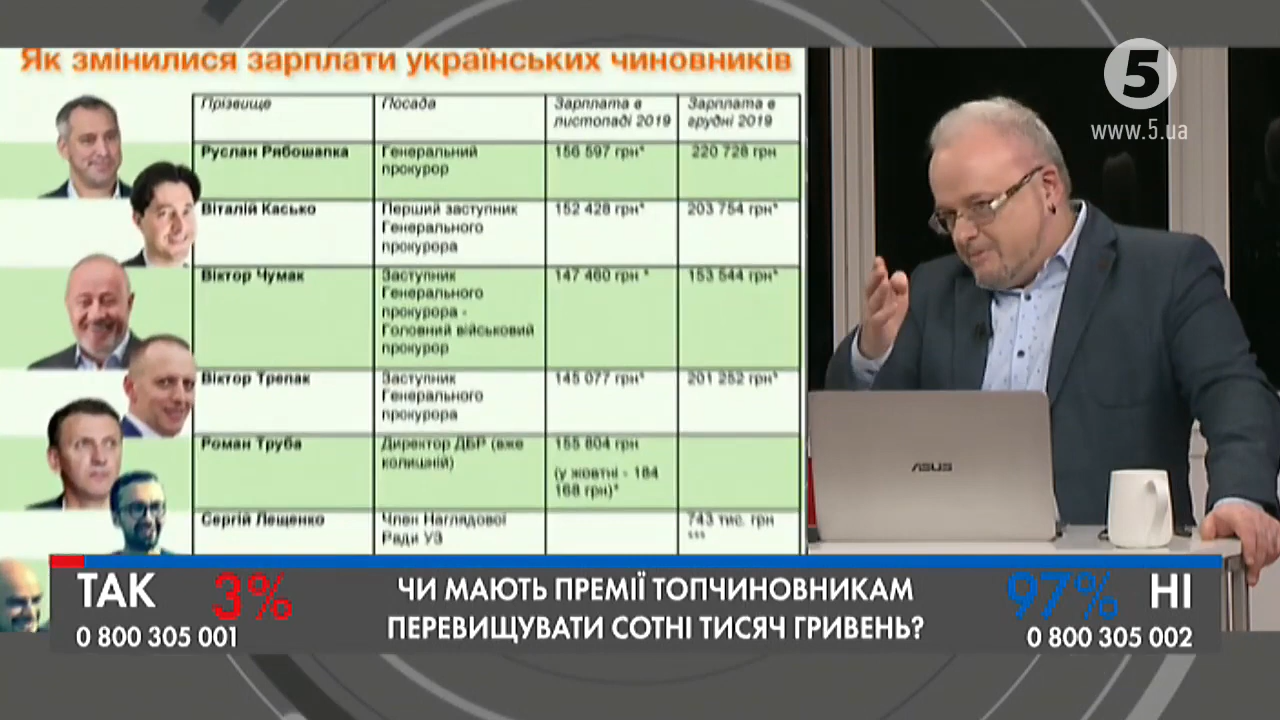 Як змінилися зарплати українських чиновників
5
www.5.ua
Прізвище
Посада
Зарплата в
листопаді 2019
Зарплата в
грудні 2019
Руслан Рябошапка
Генеральний
прокурор
156 597 грн*
220 728 грн
Віталій Касько
Перший заступник
Генерального
прокурора
152 428 грн*
203 754 грн*
Віктор Чумак
Заступник
Генерального
прокурора -
Головний військовий
прокурор
147 460 грн *
153 544 грн*
Віктор Трепак
Заступник
Генерального
прокурора
145 077 грн*
201 252 грн*
Роман Труба
Директор ДБР (вже
колишній)
155 804 грн
(у жовтні - 184
168 грн)*
Сергій Лещенко
Член Наглядової
Ради УЗ
743 тис. грн
***
ASUS
ТАК
3%
0 800 305 001
ЧИ МАЮТЬ ПРЕМІЇ ТОПЧИНОВНИКАМ
ПЕРЕВИЩУВАТИ СОТНІ ТИСЯЧ ГРИВЕНЬ?
97%
НІ
0 800 305 002